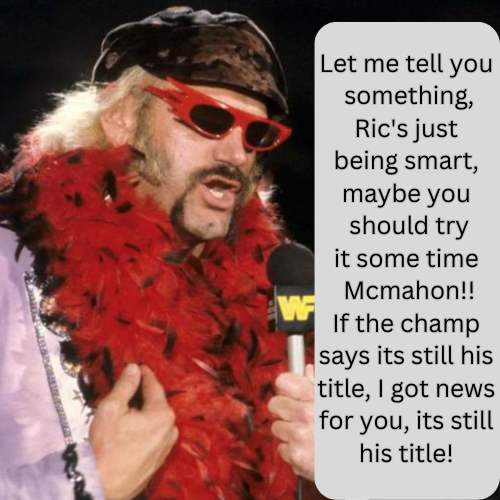 Let me tell you
something,
Ric's just
being smart,
maybe you
should try
it some time
Mcmahon!!
If the champ
says its still his
title, I got news
for you, its still
his title!
WF